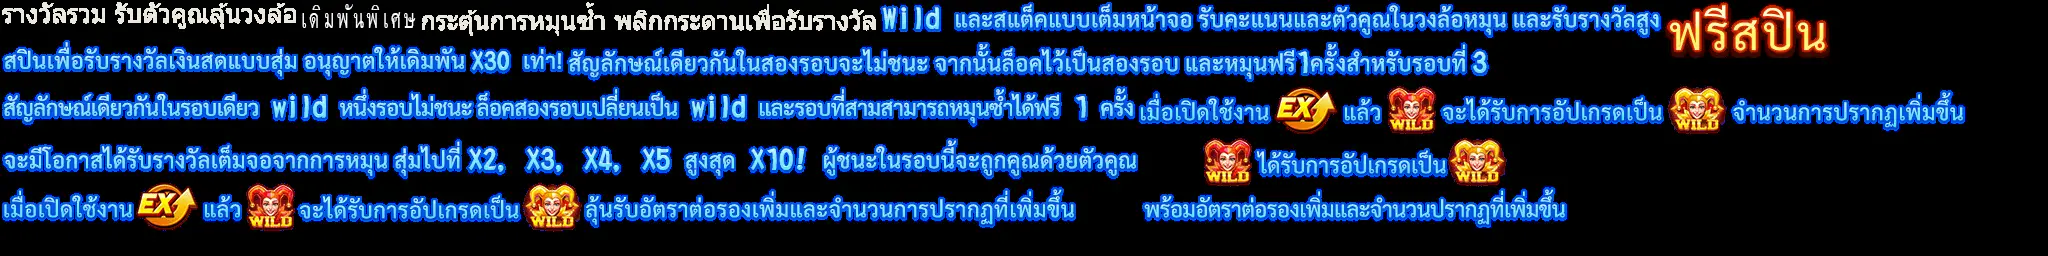 รางวัลรวม รับตัวคูณลุ้นวงล้อ เดิมพันพิเศษ กระตุ้นการหมุนซ้ำ พลิกกระดานเพื่อรับรางวัล Wild และสแต็คแบบเต็มหน้าจอ รับคะแนนและตัวคูณในวงล้อหมุน และรับรางวัลสูง ฟรีสปิน
สปินเพื่อรับรางวัลเงินสดแบบสุ่ม อนุญาตให้เดิมพัน X30 เท่า! สัญลักษณ์เดียวกันในสองรอบจะไม่ชนะ จากนั้นล็อคไว้เป็นสองรอบ และหมุนฟรี 1ครั้งสำหรับรอบที่ 3
สัญลักษณ์เดียวกันในรอบเดียว wild หนึ่งรอบไม่ชนะ ล็อคสองรอบเปลี่ยนเป็น wild และรอบที่สามสามารถหมุนซ้ำได้ฟรี 1 ครั้ง เมื่อเปิดใช้งาน EX แล้ว WILD จะได้รับการอัปเกรดเป็น WILD จำนวนการปรากฏเพิ่มขึ้น
จะมีโอกาสได้รับรางวัลเต็มจอจากการหมุน สุ่มไปที่ X2, X3, X4, X5 สูงสุด X10! ผู้ชนะในรอบนี้จะถูกคูณด้วยตัวคูณ WILD ได้รับการอัปเกรดเป็น WILD
เมื่อเปิดใช้งาน EX แล้ว WILD จะได้รับการอัปเกรดเป็น WILD ลุ้นรับอัตราต่อรองเพิ่มและจำนวนการปรากฏที่เพิ่มขึ้น พร้อมอัตราต่อรองเพิ่มและจำนวนปรากฏที่เพิ่มขึ้น